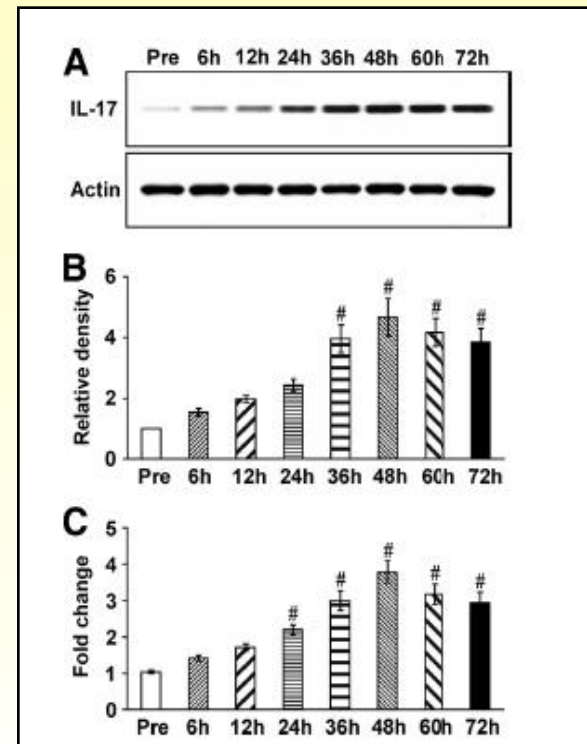 A
Pre 6h 12h 24h 36h 48h 60h 72h
IL-17
Actin
B
Relative density
6
4
2
0
# # # #
Pre 6h 12h 24h 36h 48h 60h 72h
C
Fold change
5
4
3
2
1
0
# # # # #
Pre 6h 12h 24h 36h 48h 60h 72h